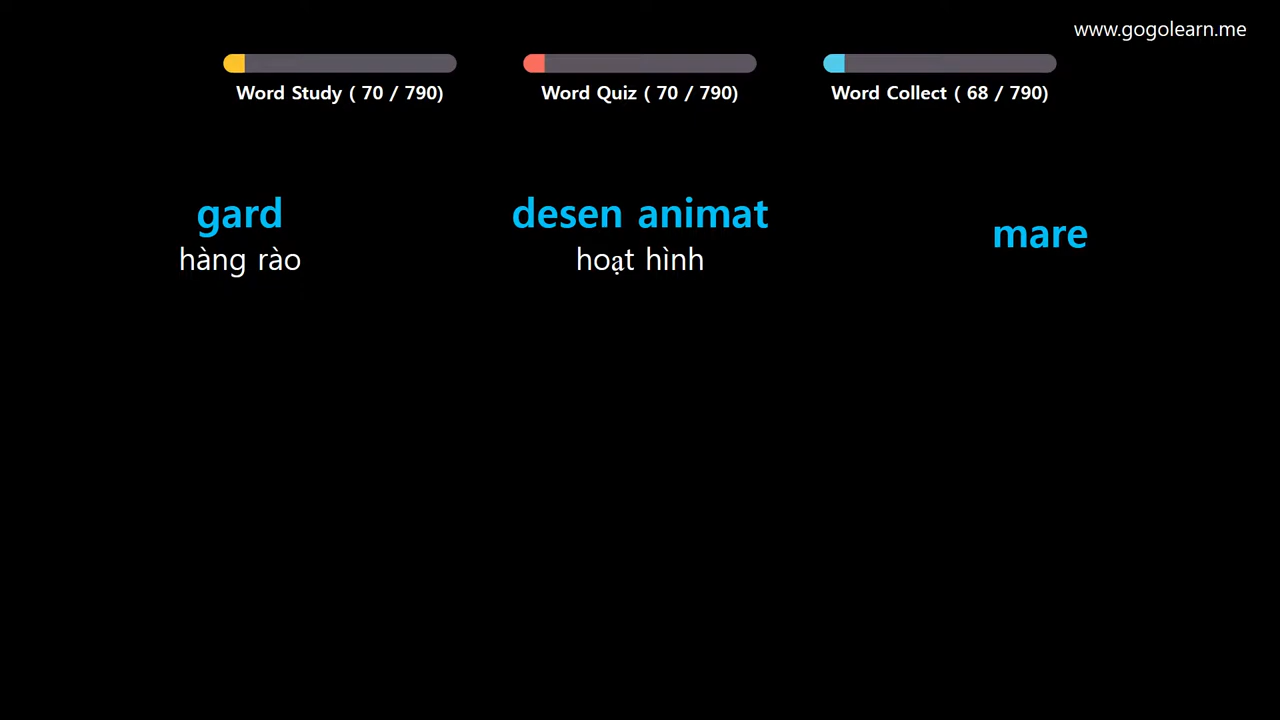 www.gogolearn.me
Word Study ( 70 / 790)
Word Quiz ( 70 / 790)
Word Collect ( 68 / 790)
gard
hàng rào
desen animat
hoạt hình
mare